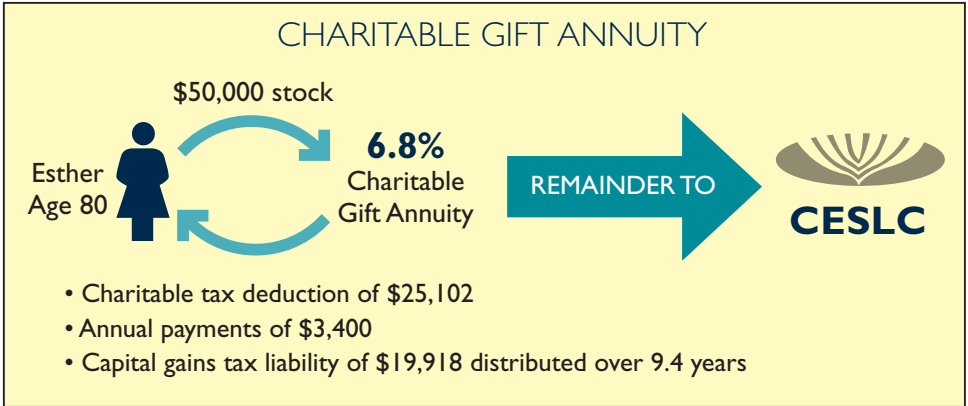 CHARITABLE GIFT ANNUITY
$50,000 stock
Esther
Age 80
6.8%
Charitable
Gift Annuity
REMAINDER TO
CESLC
• Charitable tax deduction of $25,102
• Annual payments of $3,400
• Capital gains tax liability of $19,918 distributed over 9.4 years